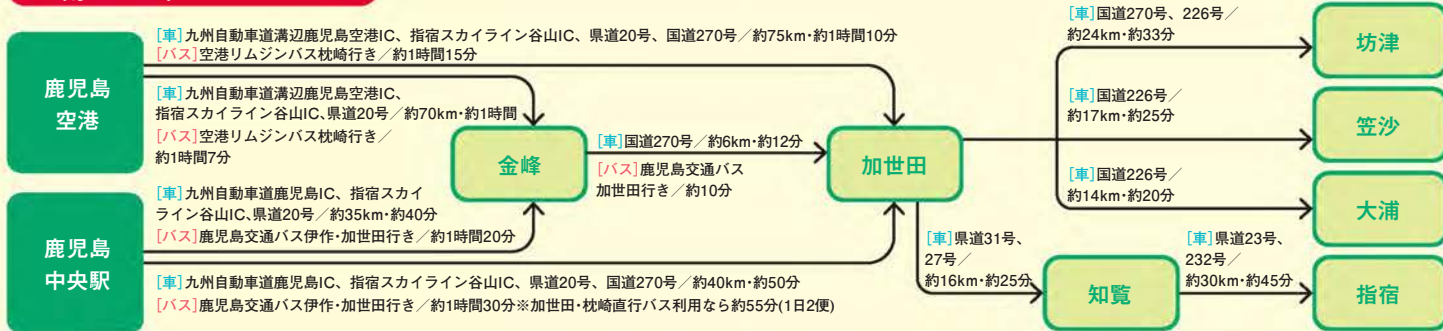 鹿児島
空港
[車]九州自動車道溝辺鹿児島空港IC、指宿スカイライン谷山IC、県道20号、国道270号／約75km・約1時間10分
[バス]空港リムジンバス枕崎行き／約1時間15分
[車]九州自動車道溝辺鹿児島空港IC、
指宿スカイライン谷山IC、県道20号／約70km・約1時間
[バス]空港リムジンバス枕崎行き／
約1時間7分
金峰
[車]国道270号／約6km・約12分
[バス]鹿児島交通バス
加世田行き／約10分
加世田
鹿児島
中央駅
[車]九州自動車道鹿児島IC、指宿スカイ
ライン谷山IC、県道20号／約35km・約40分
[バス]鹿児島交通バス伊作・加世田行き／約1時間20分
[車]九州自動車道鹿児島IC、指宿スカイライン谷山IC、県道20号、国道270号／約40km・約50分
[バス]鹿児島交通バス伊作・加世田行き／約1時間30分※加世田・枕崎直行バス利用なら約55分(1日2便)
[車]国道270号、226号／
約24km・約33分
坊津
[車]国道226号／
約17km・約25分
笠沙
[車]国道226号／
約14km・約20分
大浦
[車]県道31号、
27号／
約16km・約25分
知覧
[車]県道23号、
232号／
約30km・約45分
指宿